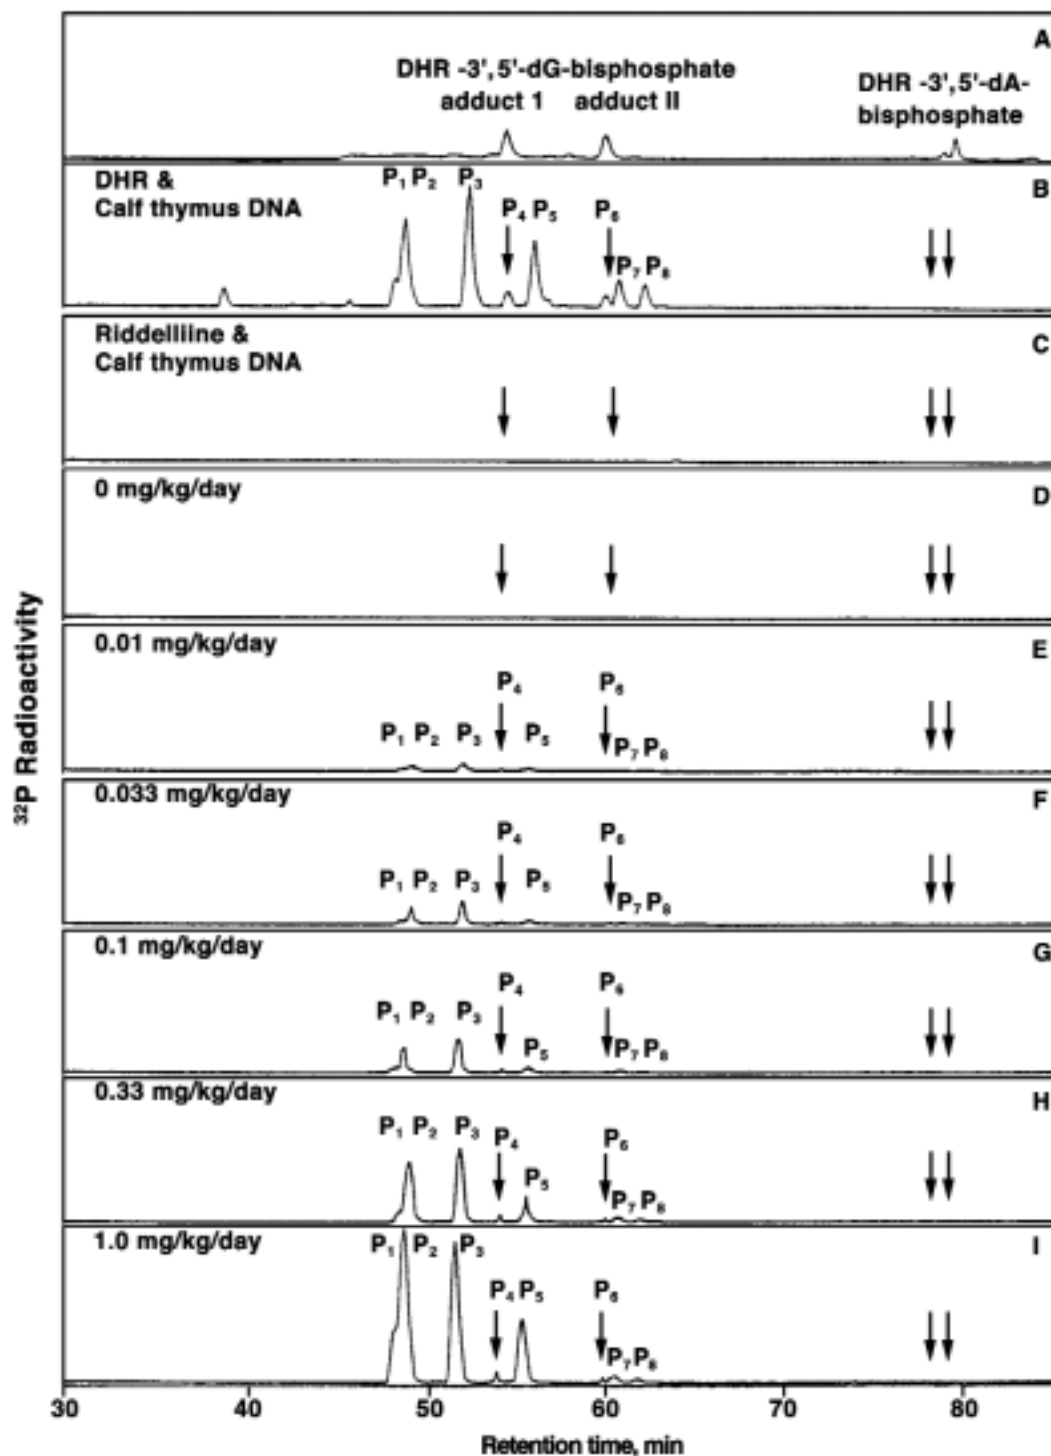 A
DHR -3',5'-dG-bisphosphate
adduct 1 adduct II
DHR -3',5'-dA-
bisphosphate
DHR &
Calf thymus DNA
P₁ P₂ P₃
P₄ P₅ P₆
P₇ P₈
B
Riddelliine &
Calf thymus DNA
C
0 mg/kg/day
D
0.01 mg/kg/day
E
P₄ P₆
P₁ P₂ P₃ P₅
P₇ P₈
0.033 mg/kg/day
F
P₄ P₆
P₁ P₂ P₃ P₅
P₇ P₈
0.1 mg/kg/day
G
P₄ P₆
P₁ P₂ P₃
P₅ P₇ P₈
0.33 mg/kg/day
H
P₁ P₂ P₃
P₄ P₆
P₅
P₇ P₈
1.0 mg/kg/day
P₁ P₂ P₃
I
P₄ P₅ P₆
P₇ P₈
30 40 50 60 70 80
Retention time, min
³²P Radioactivity